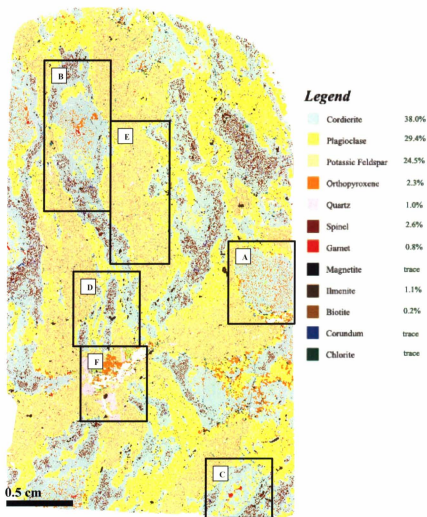 B
E
A
D
F
C
0.5 cm
Legend
Cordierite 38.0%
Plagioclase 29.4%
Potassic Feldspar 24.5%
Orthopyroxene 2.3%
Quartz 1.0%
Spinel 2.6%
Garnet 0.8%
Magnetite trace
Ilmenite 1.1%
Biotite 0.2%
Corundum trace
Chlorite trace